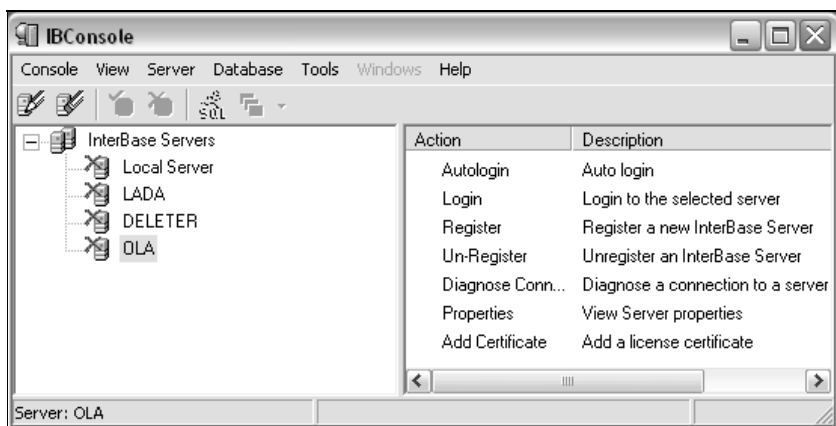 IBConsole
Console View Server Database Tools Windows Help
SQL
InterBase Servers
Local Server
LADA
DELETER
OLA
Action Description
Autologin Auto login
Login Login to the selected server
Register Register a new InterBase Server
Un-Register Unregister an InterBase Server
Diagnose Conn... Diagnose a connection to a server
Properties View Server properties
Add Certificate Add a license certificate
Server: OLA